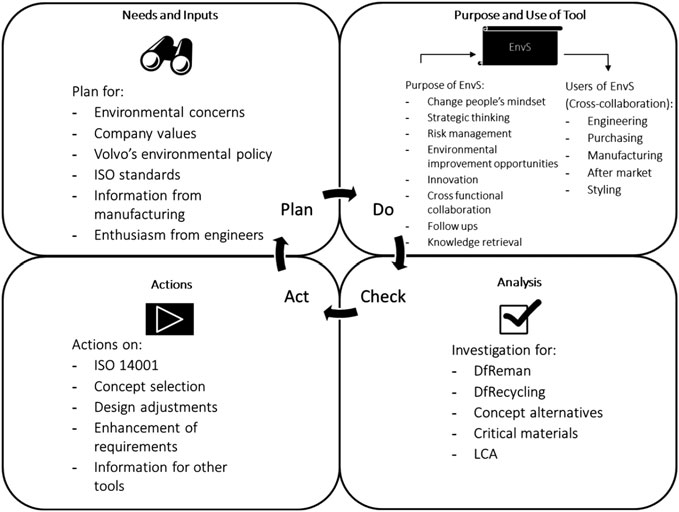 Needs and Inputs
Plan for:
- Environmental concerns
- Company values
- Volvo's environmental policy
- ISO standards
- Information from
manufacturing
- Enthusiasm from engineers
Plan
Purpose and Use of Tool
EnvS
Purpose of EnvS:
- Change people's mindset
- Strategic thinking
- Risk management
- Environmental
improvement opportunities
- Innovation
- Cross functional
collaboration
- Follow ups
- Knowledge retrieval
Users of EnvS
(Cross-collaboration):
- Engineering
- Purchasing
- Manufacturing
- After market
- Styling
Do
Actions
Actions on:
- ISO 14001
- Concept selection
- Design adjustments
- Enhancement of
requirements
- Information for other
tools
Act
Check
Analysis
Investigation for:
- DfReman
- DfRecycling
- Concept alternatives
- Critical materials
- LCA